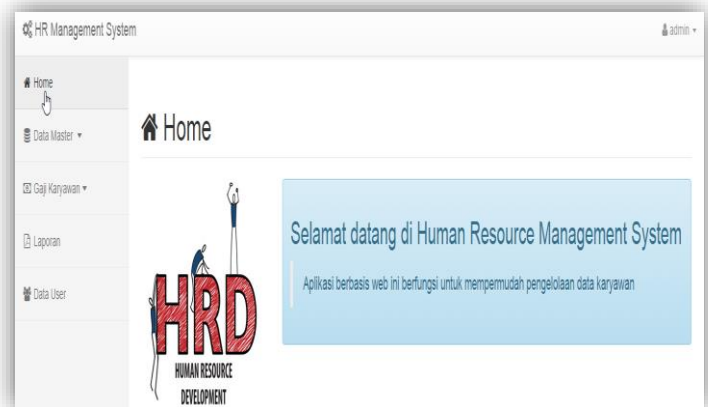 HR Management System
admin
Home
Data Master
Gaji Karyawan
Laporan
Data User
Home
HRD
HUMAN RESOURCE
DEVELOPMENT
Selamat datang di Human Resource Management System
Aplikasi berbasis web ini berfungsi untuk mempermudah pengelolaan data karyawan